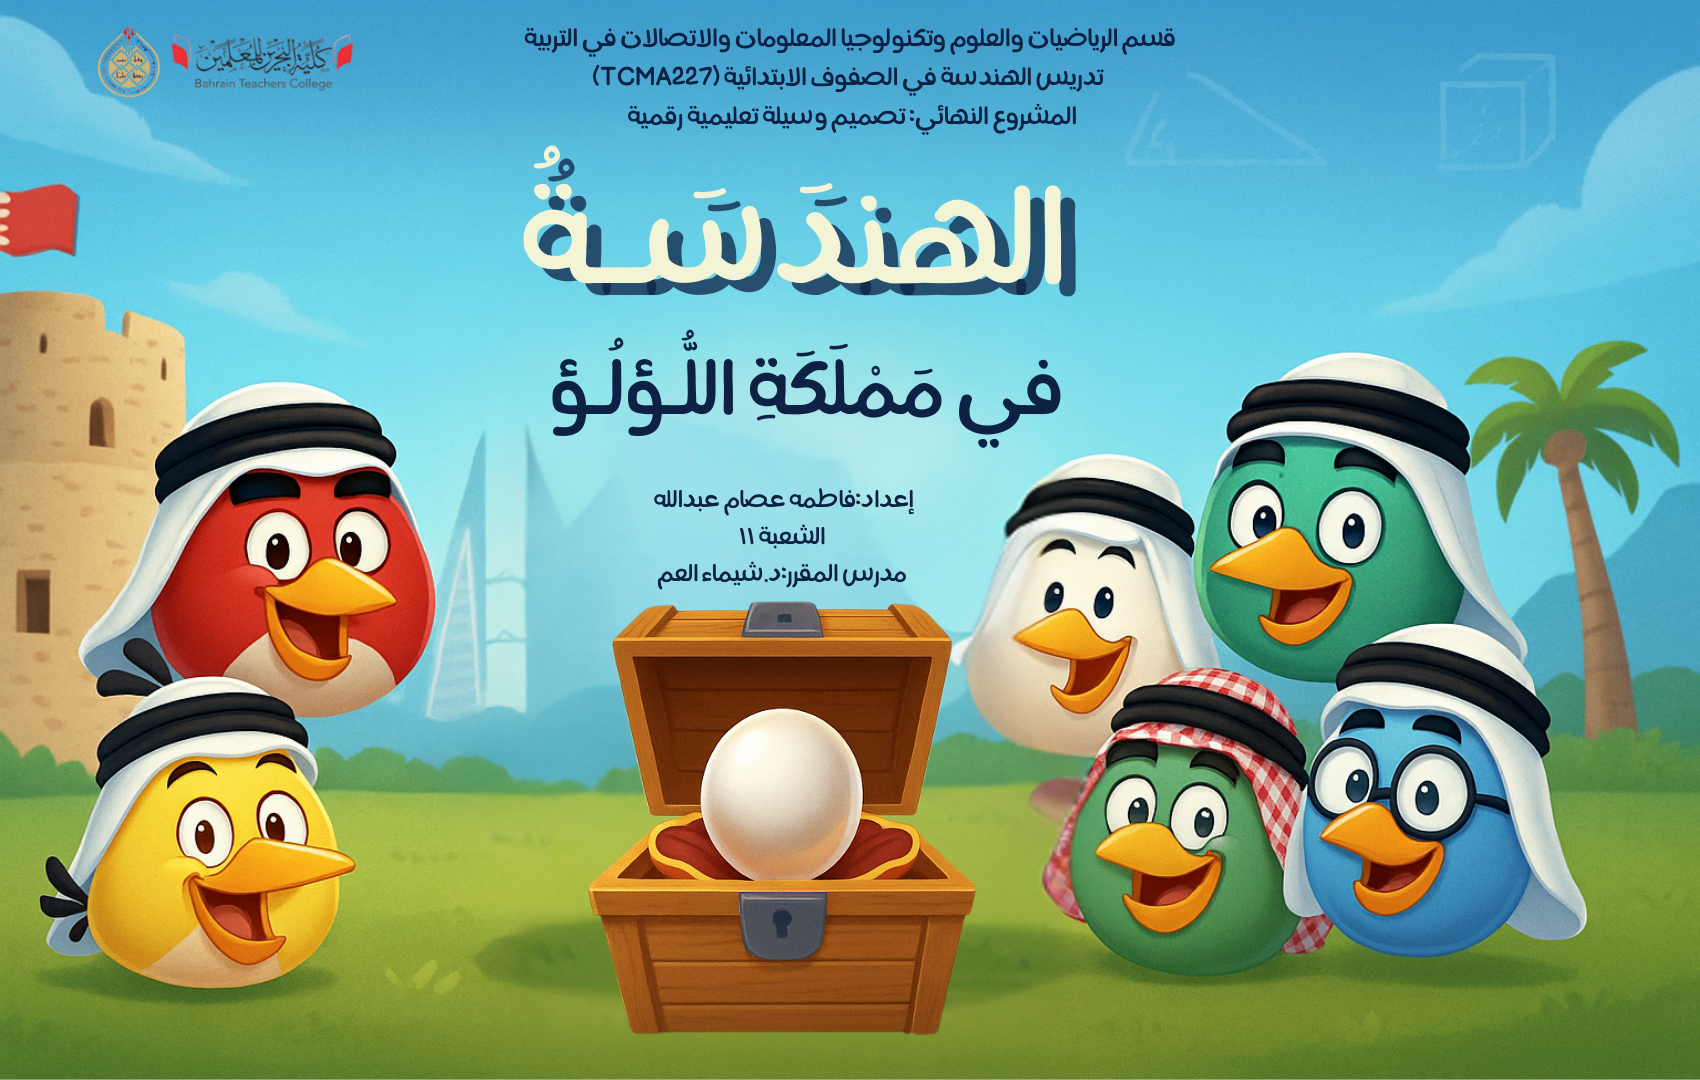 كلية البحرين للمعلمين
Bahrain Teachers College
قسم الرياضيات والعلوم وتكنولوجيا المعلومات والاتصالات في التربية
تدريس الهندسة في الصفوف الابتدائية (TCMA227)
المشروع النهائي: تصميم وسيلة تعليمية رقمية
الهندَسَةُ
في مَمْلَكَةِ اللُّؤلُؤ
إعداد:فاطمه عصام عبدالله
الشعبة ١١
مدرس المقرر:د.شيماء العم